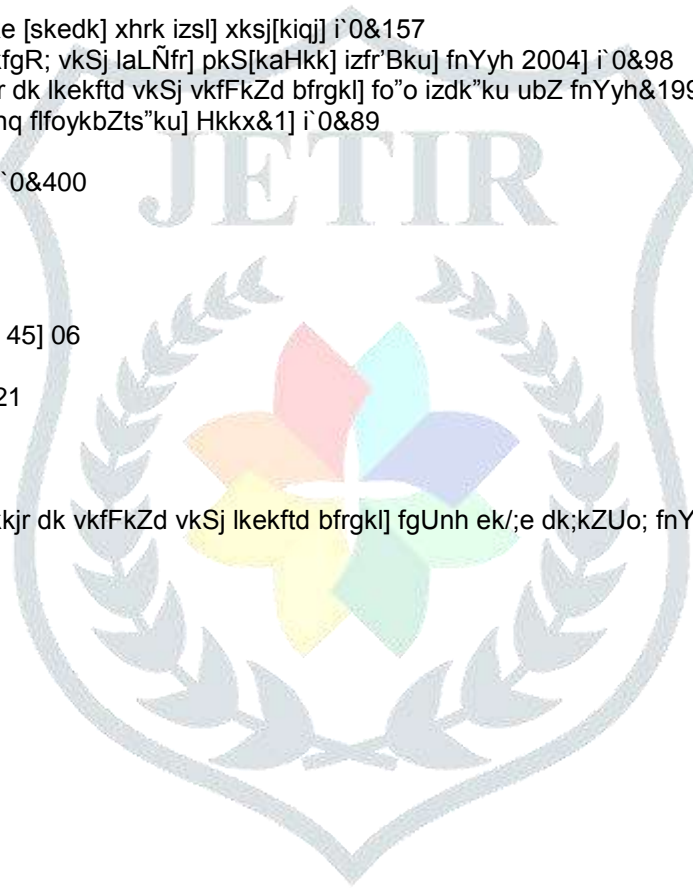 e [skedk] xhrk izsl] xksj[kiqj] i`0&157
kfgR; vkSj laLÑfr] pkS[kaHkk] izfr’Bku] fnYyh 2004] i`0&98
r dk lkekftd vkSj vkfFkZd bfrgkl] fo”o izdk”ku ubZ fnYyh&199
nq flfoykbZts”ku] Hkkx&1] i`0&89
`0&400
JETIR
45] 06
21
kkjr dk vkfFkZd vkSj lkekftd bfrgkl] fgUnh ek/;e dk;kZUo; fnY